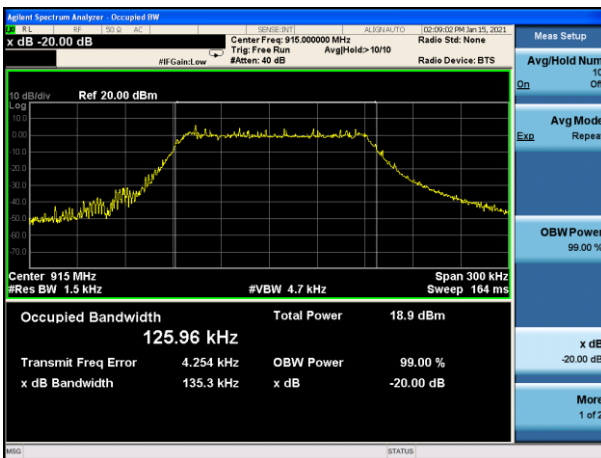 Agilent Spectrum Analyzer - Occupied BW
RL RF 50 Ω AC SENSE:INT ALIGNAUTO 02:09:02 PM Jan 15, 2021
x dB -20.00 dB
Center Freq: 915.000000 MHz Radio Std: None
Trig: Free Run Avg|Hold:> 10/10
#IFGain:Low #Atten: 40 dB Radio Device: BTS
10 dB/div Ref 20.00 dBm
Log
10.0
0.00
-10.0
-20.0
-30.0
-40.0
-50.0
-60.0
-70.0
Center 915 MHz Span 300 kHz
#Res BW 1.5 kHz #VBW 4.7 kHz Sweep 164 ms
Occupied Bandwidth Total Power 18.9 dBm
125.96 kHz
Transmit Freq Error 4.254 kHz OBW Power 99.00 %
x dB Bandwidth 135.3 kHz x dB -20.00 dB
MSG STATUS
Meas Setup
Avg/Hold Num
10
On Off
Avg Mode
Exp Repeat
OBW Power
99.00 %
x dB
-20.00 dB
More
1 of 2